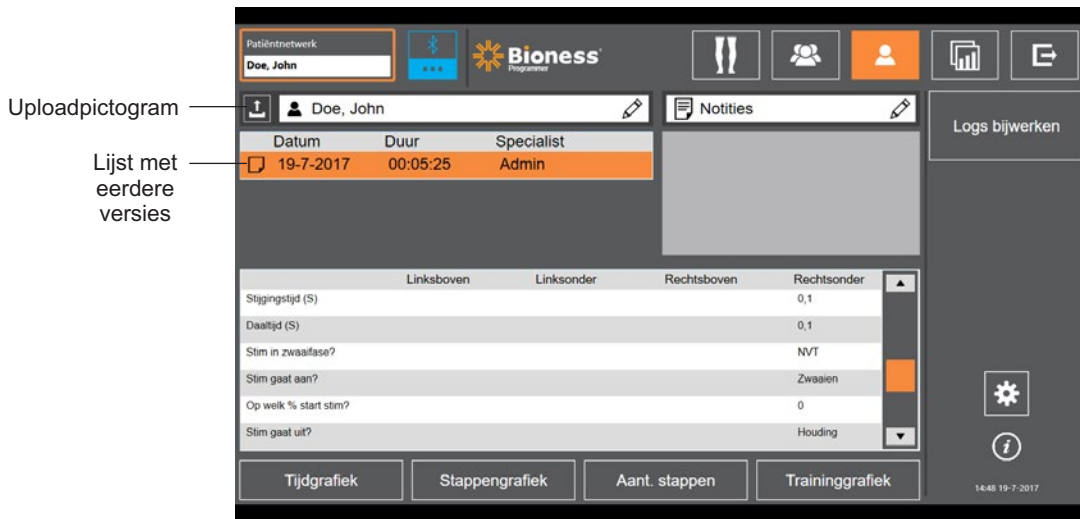 Patiëntnetwerk
Doe, John
Bioness
Programmer
Uploadpictogram
Doe, John
Notities
Logs bijwerken
Datum Duur Specialist
Lijst met
eerdere
versies
19-7-2017 00:05:25 Admin
Linksboven Linksonder Rechtsboven Rechtsonder
Stijgingstijd (S) 0,1
Daaltijd (S) 0,1
Stim in zwaaifase? NVT
Stim gaat aan? Zwaaien
Op welk % start stim? 0
Stim gaat uit? Houding
Tijdgrafiek Stappengrafiek Aant. stappen Traininggrafiek
14:48 19-7-2017